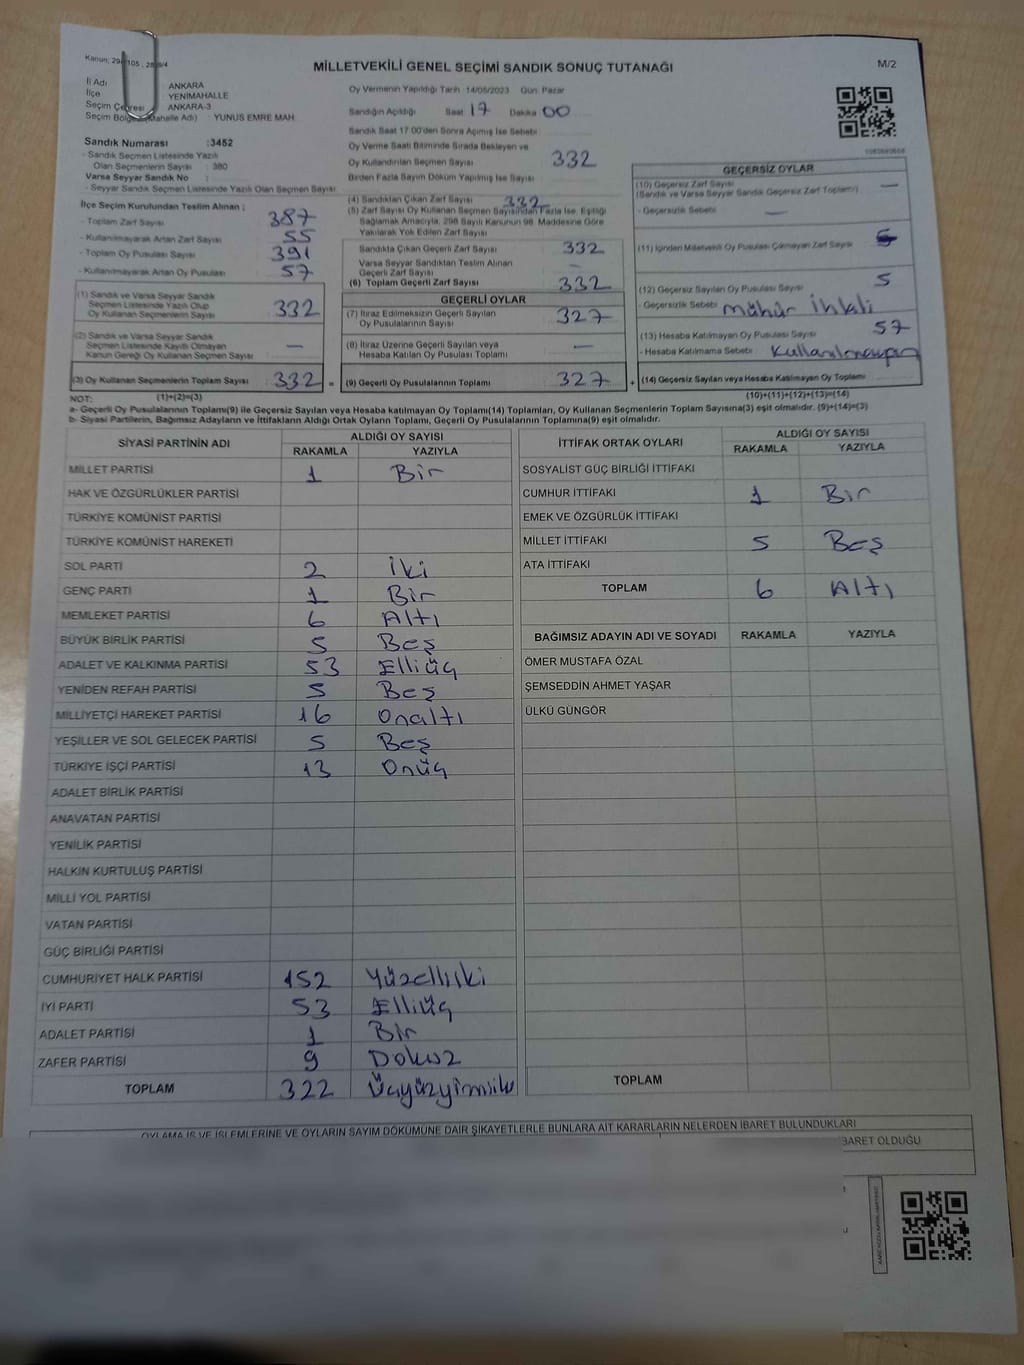 MİLLETVEKİLİ GENEL SEÇİMİ SANDIK SONUÇ TUTANAĞI
M/2
İl Adı ANKARA
İlçe YENİMAHALLE
Seçim Çevresi ANKARA-3
Seçim Bölgesi(Mahalle Adı) YUNUS EMRE MAH.
Oy Vermenin Yapıldığı Tarih 14/05/2023 Gün: Pazar
Sandığın Açıldığı Saat 17 Dakika 00
Sandık Saat 17:00'den Sonra Açılmış İse Sebebi :
Oy Verme Saati Bitiminde Sırada Bekleyen ve
Oy Kullandırılan Seçmen Sayısı : 332
Birden Fazla Sayım Döküm Yapılmış İse Sayısı :
Sandık Numarası :3452
- Sandık Seçmen Listesinde Yazılı
Olan Seçmenlerin Sayısı : 380
Varsa Seyyar Sandık No :
- Seyyar Sandık Seçmen Listesinde Yazılı Olan Seçmen Sayısı :
İlçe Seçim Kurulundan Teslim Alınan ;
- Toplam Zarf Sayısı : 387
- Kullanılmayarak Artan Zarf Sayısı : 55
- Toplam Oy Pusulası Sayısı : 391
- Kullanılmayarak Artan Oy Pusulası : 57
(1) Sandık ve Varsa Seyyar Sandık
Seçmen Listesinde Yazılı Olup
Oy Kullanan Seçmenlerin Sayısı : 332
(2) Sandık ve Varsa Seyyar Sandık
Seçmen Listesinde Kayıtlı Olmayan
Kanun Gereği Oy Kullanan Seçmen Sayısı : —
(3) Oy Kullanan Seçmenlerin Toplam Sayısı : 332 =
(4) Sandıktan Çıkan Zarf Sayısı : 332
(5) Zarf Sayısı Oy Kullanan Seçmen Sayısından Fazla İse, Eşitliği
Sağlamak Amacıyla, 298 Sayılı Kanunun 98. Maddesine Göre
Yakılarak Yok Edilen Zarf Sayısı :
Sandıkta Çıkan Geçerli Zarf Sayısı : 332
Varsa Seyyar Sandıktan Teslim Alınan
Geçerli Zarf Sayısı : —
(6) Toplam Geçerli Zarf Sayısı : 332
GEÇERLİ OYLAR
(7) İtiraz Edilmeksizin Geçerli Sayılan
Oy Pusulalarının Sayısı : 327
(8) İtiraz Üzerine Geçerli Sayılan veya
Hesaba Katılan Oy Pusulası Toplamı : —
(9) Geçerli Oy Pusulalarının Toplamı : 327 +
GEÇERSİZ OYLAR
(10) Geçersiz Zarf Sayısı —
(Sandık ve Varsa Seyyar Sandık Geçersiz Zarf Toplamı) :
- Geçersizlik Sebebi : —
(11) İçinden Milletvekili Oy Pusulası Çıkmayan Zarf Sayısı :
(12) Geçersiz Sayılan Oy Pusulası Sayısı : 5
- Geçersizlik Sebebi : mühür İhlali
(13) Hesaba Katılmayan Oy Pusulası Sayısı : 57
- Hesaba Katılmama Sebebi :
(14) Geçersiz Sayılan veya Hesaba Katılmayan Oy Toplamı :
NOT: (1)+(2)=(3) (10)+(11)+(12)+(13)=(14)
a- Geçerli Oy Pusulalarının Toplamı(9) ile Geçersiz Sayılan veya Hesaba katılmayan Oy Toplamı(14) Toplamları, Oy Kullanan Seçmenlerin Toplam Sayısına(3) eşit olmalıdır. (9)+(14)=(3)
b- Siyasi Partilerin, Bağımsız Adayların ve İttifakların Aldığı Ortak Oyların Toplamı, Geçerli Oy Pusulalarının Toplamına(9) eşit olmalıdır.
SİYASİ PARTİNİN ADI ALDIĞI OY SAYISI
RAKAMLA YAZIYLA
MİLLET PARTİSİ 1 Bir
HAK VE ÖZGÜRLÜKLER PARTİSİ
TÜRKİYE KOMÜNİST PARTİSİ
TÜRKİYE KOMÜNİST HAREKETİ
SOL PARTİ 2 İki
GENÇ PARTİ 1 Bir
MEMLEKET PARTİSİ 6 Altı
BÜYÜK BİRLİK PARTİSİ 5 Beş
ADALET VE KALKINMA PARTİSİ 53 Elliüç
YENİDEN REFAH PARTİSİ 5 Beş
MİLLİYETÇİ HAREKET PARTİSİ 16 Onaltı
YEŞİLLER VE SOL GELECEK PARTİSİ 5 Beş
TÜRKİYE İŞÇİ PARTİSİ 13 Onüç
ADALET BİRLİK PARTİSİ
ANAVATAN PARTİSİ
YENİLİK PARTİSİ
HALKIN KURTULUŞ PARTİSİ
MİLLİ YOL PARTİSİ
VATAN PARTİSİ
GÜÇ BİRLİĞİ PARTİSİ
CUMHURİYET HALK PARTİSİ 152 Yüzelliiki
İYİ PARTİ 53 Elliüç
ADALET PARTİSİ 1 Bir
ZAFER PARTİSİ 9 Dokuz
TOPLAM 322
İTTİFAK ORTAK OYLARI ALDIĞI OY SAYISI
RAKAMLA YAZIYLA
SOSYALİST GÜÇ BİRLİĞİ İTTİFAKI
CUMHUR İTTİFAKI 1 Bir
EMEK VE ÖZGÜRLÜK İTTİFAKI
MİLLET İTTİFAKI 5 Beş
ATA İTTİFAKI
TOPLAM 6 Altı
BAĞIMSIZ ADAYIN ADI VE SOYADI RAKAMLA YAZIYLA
ÖMER MUSTAFA ÖZAL
ŞEMSEDDİN AHMET YAŞAR
ÜLKÜ GÜNGÖR
TOPLAM
OYLAMA İŞ VE İŞLEMLERİNE VE OYLARIN SAYIM DÖKÜMÜNE DAİR ŞİKAYETLERLE BUNLARA AİT KARARLARIN NELERDEN İBARET BULUNDUKLARI
OLDUĞU